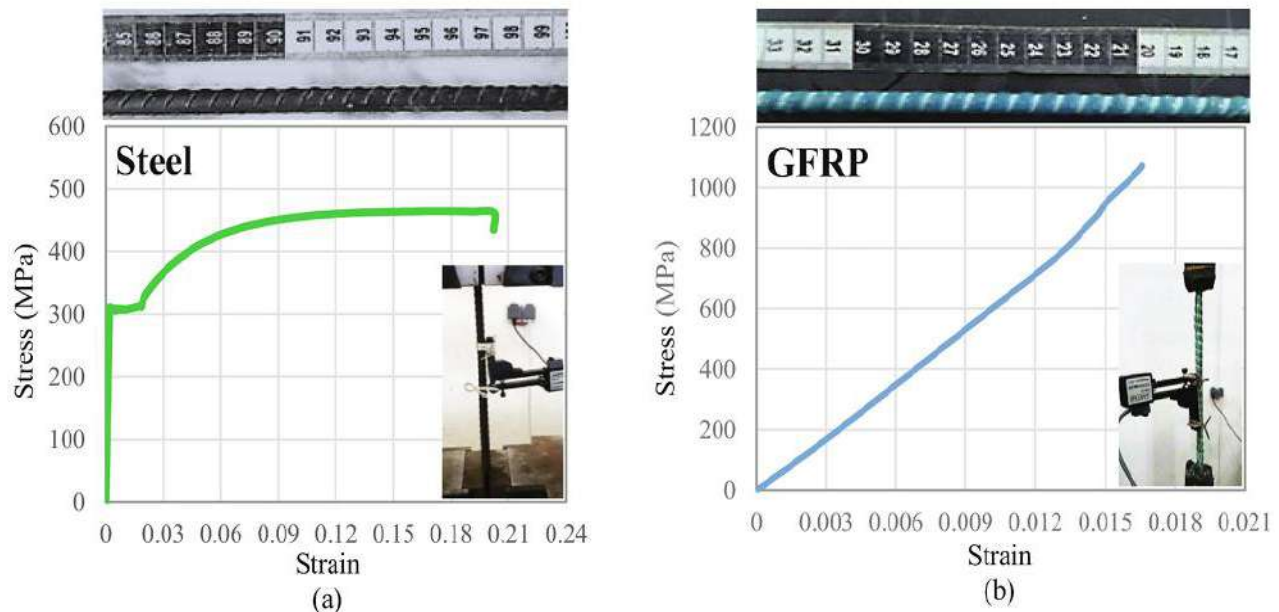 85 86 87 88 89 90 91 92 93 94 95 96 97 98 99
33 32 31 30 29 28 27 26 25 24 23 22 21 20 19 18 17
Steel
600
500
400
300
200
100
0
Stress (MPa)
0 0.03 0.06 0.09 0.12 0.15 0.18 0.21 0.24
Strain
(a)
GFRP
1200
1000
800
600
400
200
0
Stress (MPa)
0 0.003 0.006 0.009 0.012 0.015 0.018 0.021
Strain
(b)